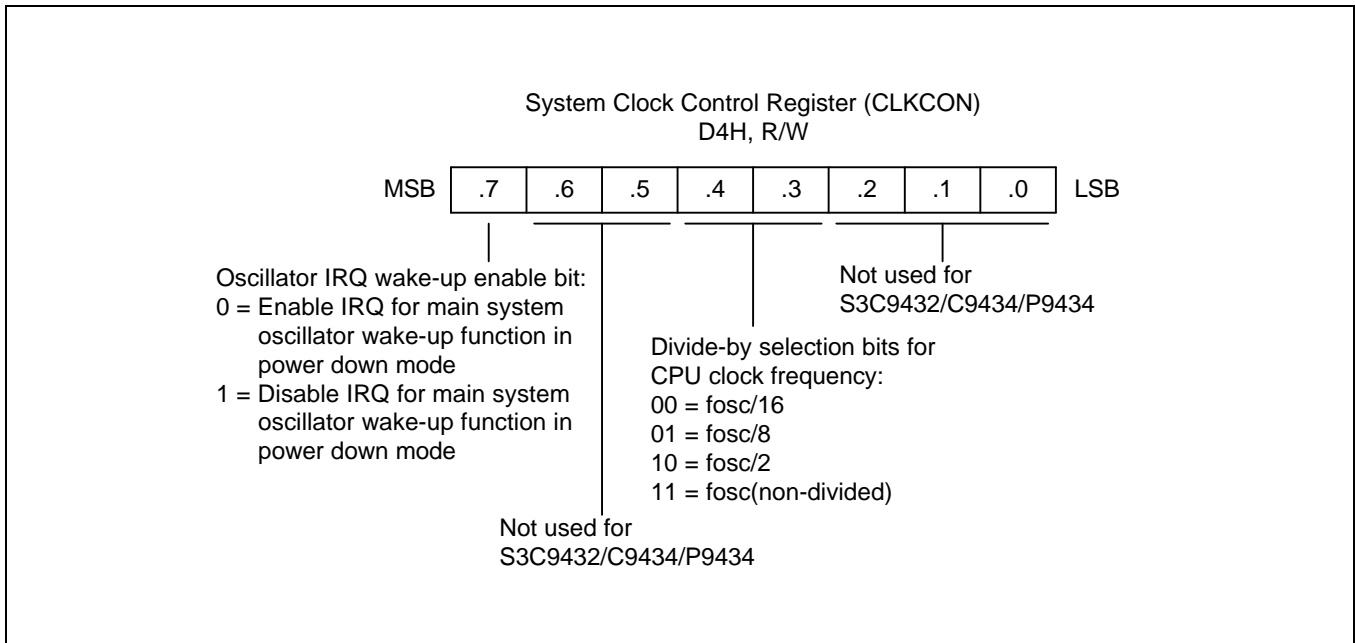 System Clock Control Register (CLKCON)
D4H, R/W
MSB .7 .6 .5 .4 .3 .2 .1 .0 LSB
Oscillator IRQ wake-up enable bit:
0 = Enable IRQ for main system
oscillator wake-up function in
power down mode
1 = Disable IRQ for main system
oscillator wake-up function in
power down mode
Not used for
S3C9432/C9434/P9434
Divide-by selection bits for
CPU clock frequency:
00 = fosc/16
01 = fosc/8
10 = fosc/2
11 = fosc(non-divided)
Not used for
S3C9432/C9434/P9434